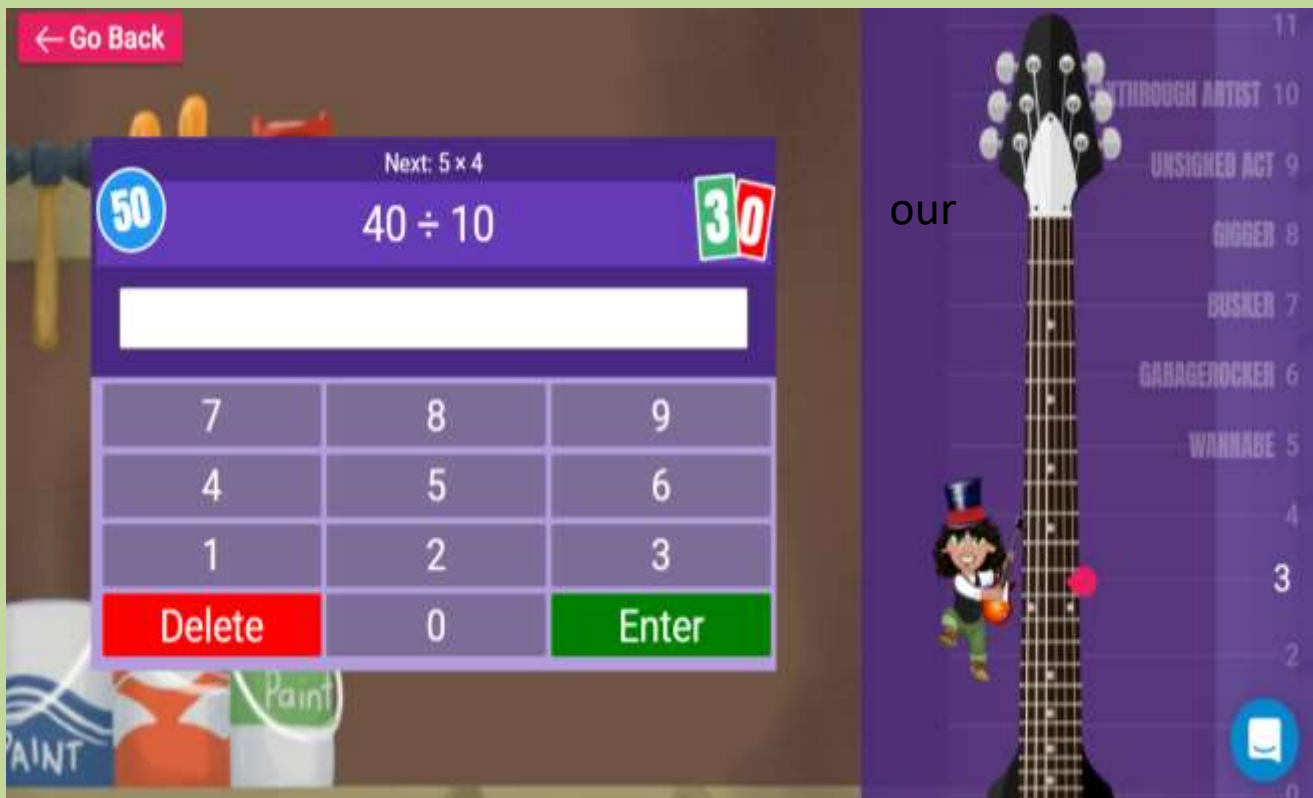 ← Go Back
Next: 5 × 4
50
40 ÷ 10
3 0
7 8 9
4 5 6
1 2 3
Delete 0 Enter
PAINT
Paint
our
11
10
UNSIGNED ACT 9
GIGGER 8
BUSKER 7
GARAGEROCKER 6
WANNABE 5
4
3
2
0